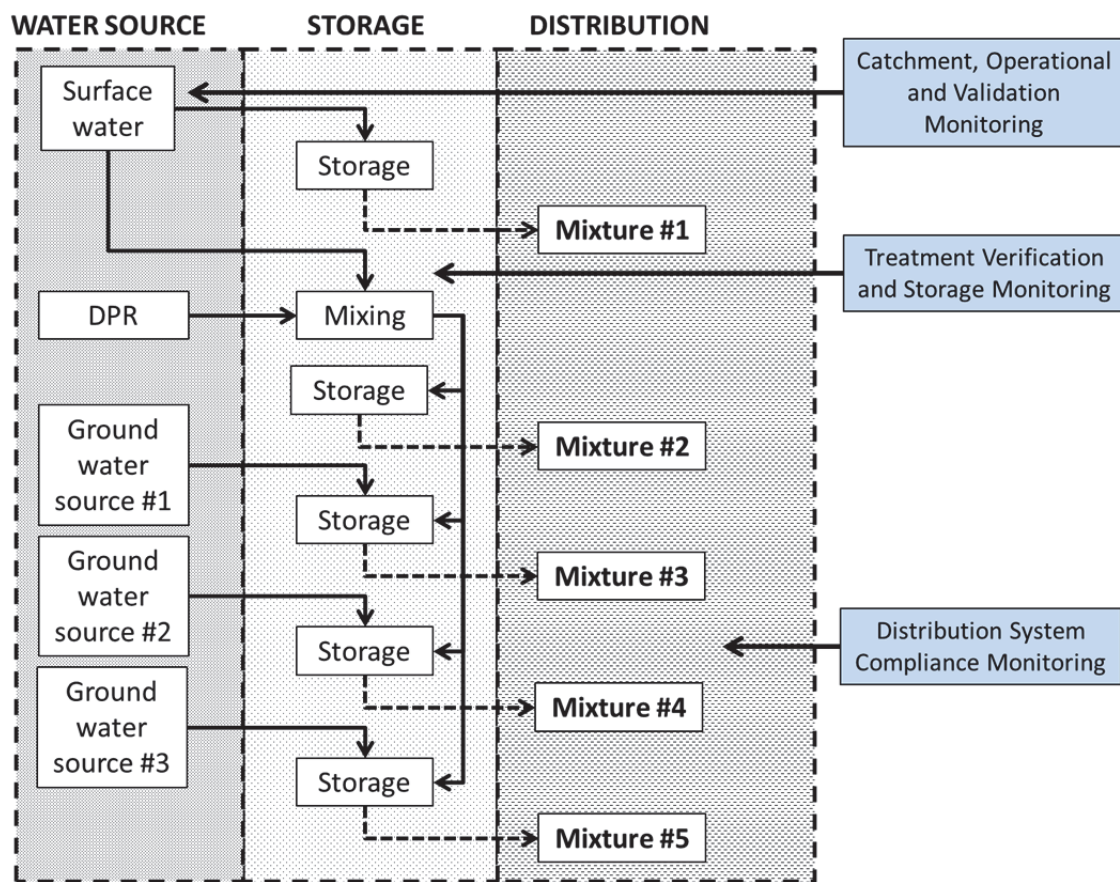 WATER SOURCE
STORAGE
DISTRIBUTION
Surface
water
Storage
Mixture #1
DPR
Mixing
Storage
Mixture #2
Ground
water
source #1
Storage
Mixture #3
Ground
water
source #2
Storage
Mixture #4
Ground
water
source #3
Storage
Mixture #5
Catchment, Operational
and Validation
Monitoring
Treatment Verification
and Storage Monitoring
Distribution System
Compliance Monitoring